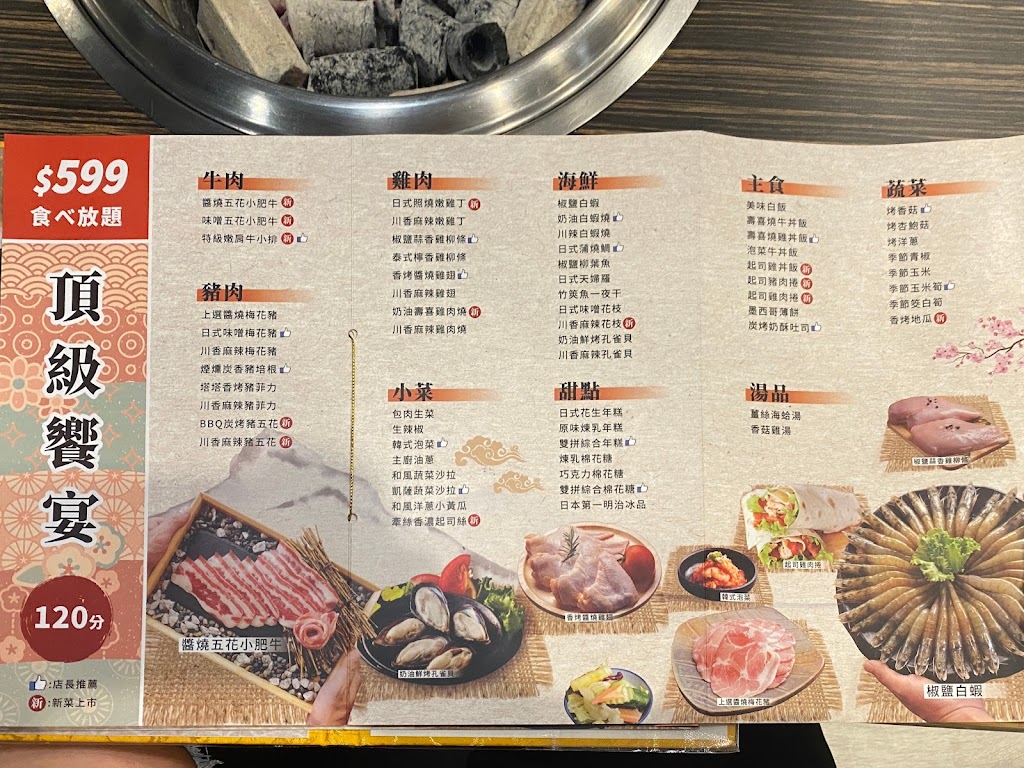 $599
食べ放題
頂級饗宴
120分
:店長推薦
新:新菜上市
牛肉
醬燒五花小肥牛 新
味噌五花小肥牛 新
特級嫩肩牛小排 新
豬肉
上選醬燒梅花豬
日式味噌梅花豬
川香麻辣梅花豬
煙燻炭香豬培根
塔塔香烤豬菲力
川香麻辣豬菲力
BBQ炭烤豬五花 新
川香麻辣豬五花 新
雞肉
日式照燒嫩雞丁 新
川香麻辣嫩雞丁
椒鹽蒜香雞柳條
泰式檸香雞柳條
香烤醬燒雞翅
川香麻辣雞翅
奶油壽喜雞肉燒 新
川香麻辣雞肉燒
小菜
包肉生菜
生辣椒
韓式泡菜
主廚油蔥
和風蔬菜沙拉
凱薩蔬菜沙拉
和風洋蔥小黃瓜
牽絲香濃起司絲 新
海鮮
椒鹽白蝦
奶油白蝦燒
川辣白蝦燒
日式蒲燒鯛
椒鹽柳葉魚
日式天婦羅
竹筴魚一夜干
日式味噌花枝
川香麻辣花枝 新
奶油鮮烤孔雀貝
川香麻辣孔雀貝
甜點
日式花生年糕
原味煉乳年糕
雙拼綜合年糕
煉乳棉花糖
巧克力棉花糖
雙拼綜合棉花糖
日本第一明治冰品
主食
美味白飯
壽喜燒牛丼飯
壽喜燒雞丼飯
泡菜牛丼飯
起司雞丼飯 新
起司豬肉捲 新
起司雞肉捲 新
墨西哥薄餅
炭烤奶酥吐司
湯品
薑絲海蛤湯
香菇雞湯
蔬菜
烤香菇
烤杏鮑菇
烤洋蔥
季節青椒
季節玉米
季節玉米筍
季節筊白筍
香烤地瓜 新
醬燒五花小肥牛
奶油鮮烤孔雀貝
香烤醬燒雞翅
韓式泡菜
上選醬燒梅花豬
起司雞肉捲
椒鹽蒜香雞柳條
椒鹽白蝦